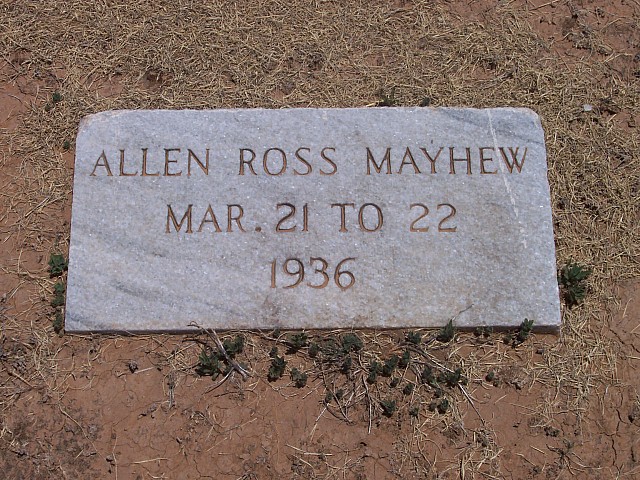 ALLEN ROSS MAYHEW
MAR. 21 TO 22
1936